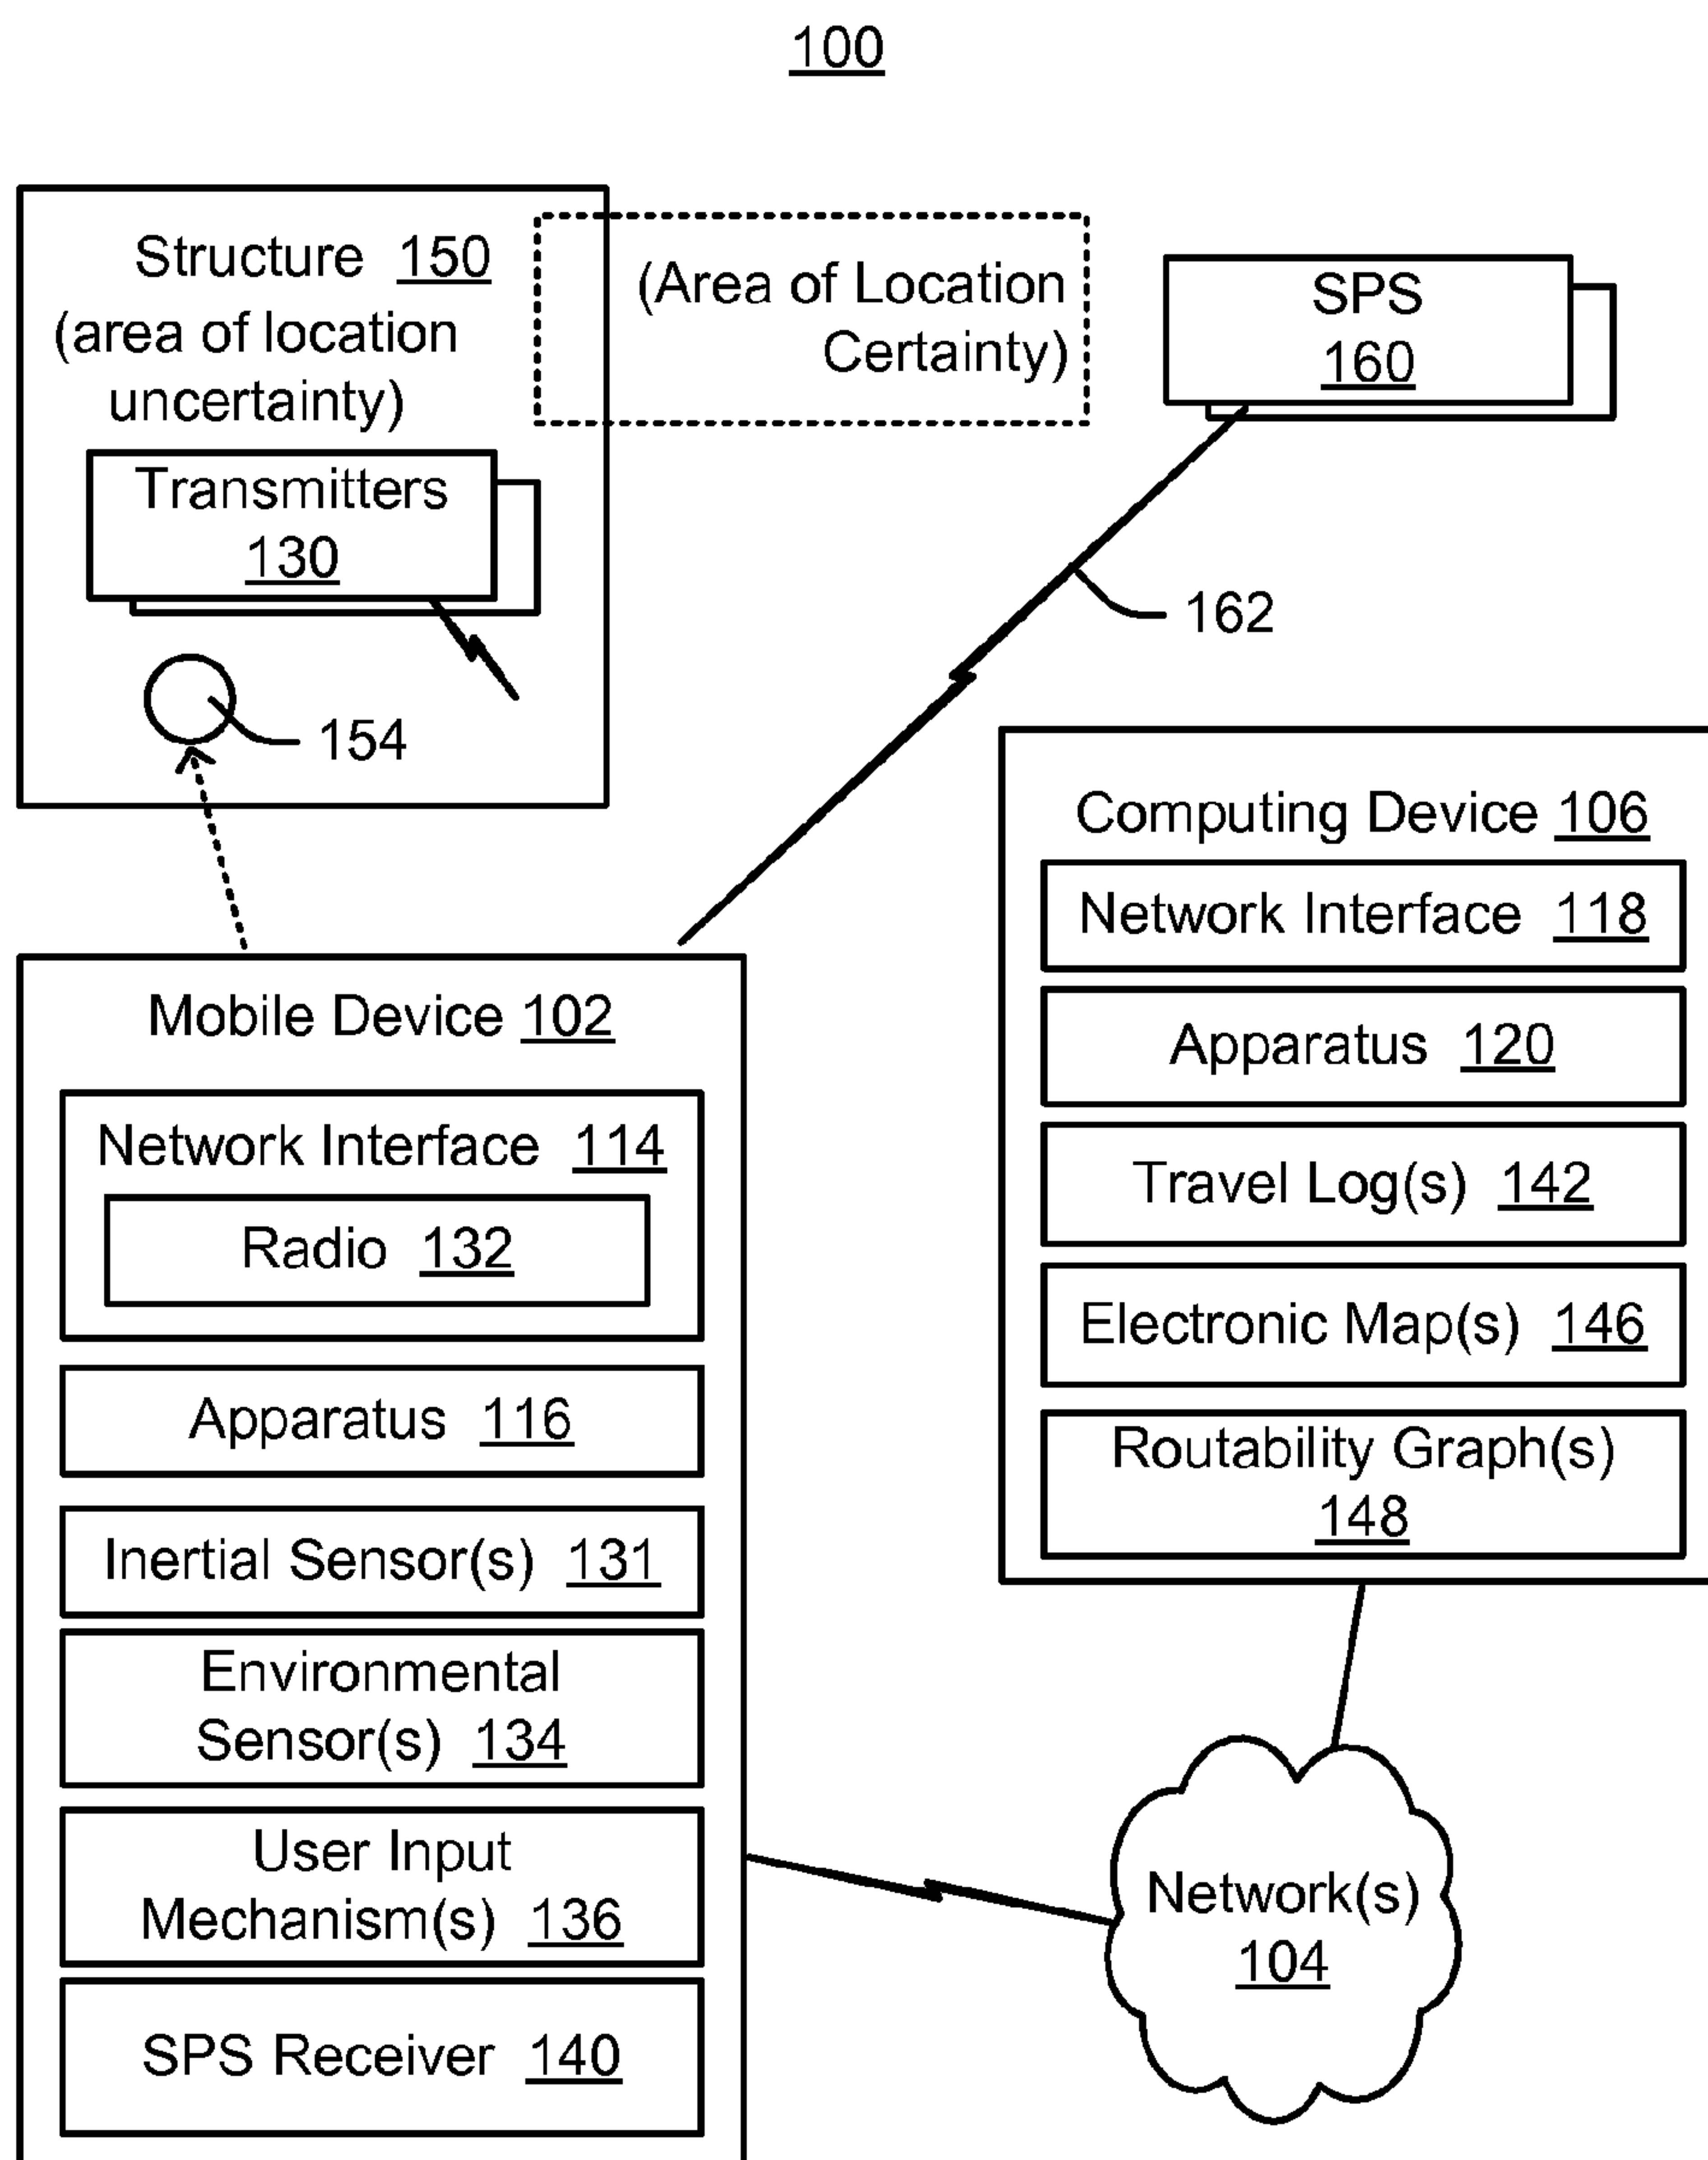 100
Structure 150
(area of location
uncertainty)
(Area of Location
Certainty)
SPS
160
Transmitters
130
162
154
Computing Device 106
Network Interface 118
Apparatus 120
Travel Log(s) 142
Electronic Map(s) 146
Routability Graph(s)
148
Mobile Device 102
Network Interface 114
Radio 132
Apparatus 116
Inertial Sensor(s) 131
Environmental
Sensor(s) 134
User Input
Mechanism(s) 136
SPS Receiver 140
Network(s)
104